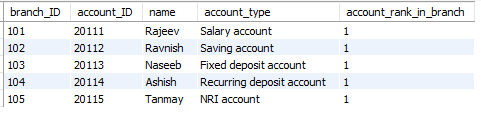 branch_ID account_ID name account_type account_rank_in_branch
101 20111 Rajeev Salary account 1
102 20112 Ravnish Saving account 1
103 20113 Naseeb Fixed deposit account 1
104 20114 Ashish Recurring deposit account 1
105 20115 Tanmay NRI account 1